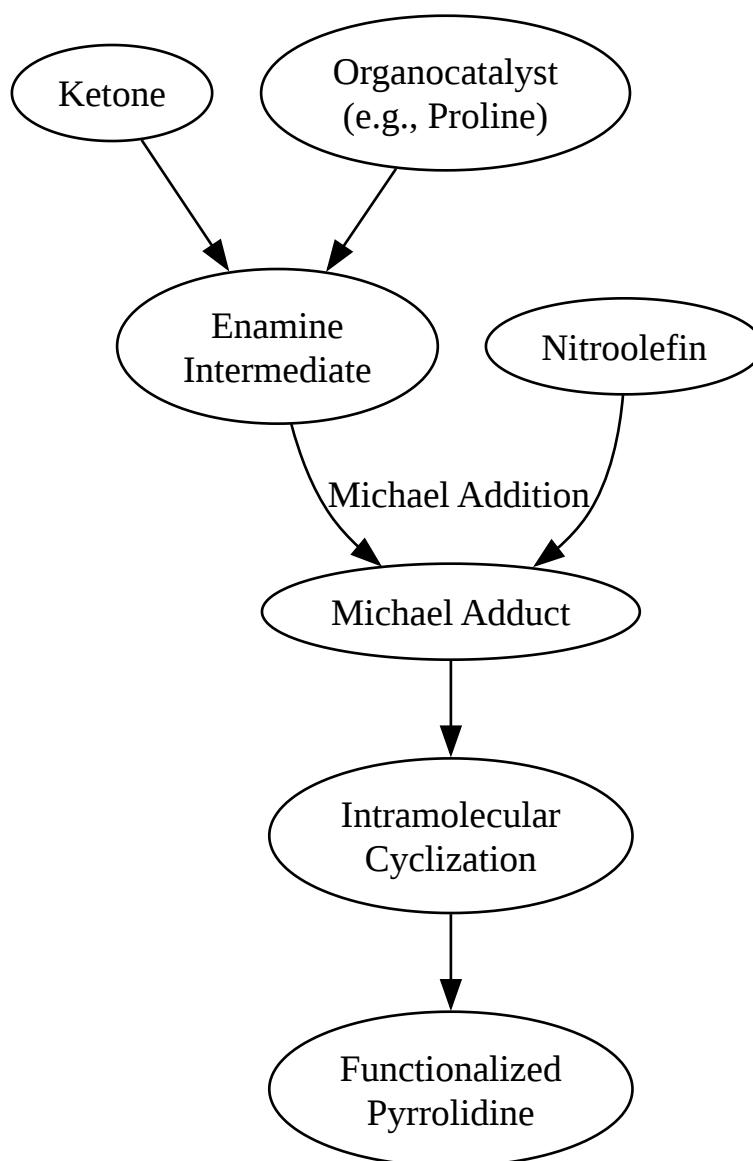 Ketone
Organocatalyst
(e.g., Proline)
Enamine
Intermediate
Nitroolefin
Michael Addition
Michael Adduct
Intramolecular
Cyclization
Functionalized
Pyrrolidine